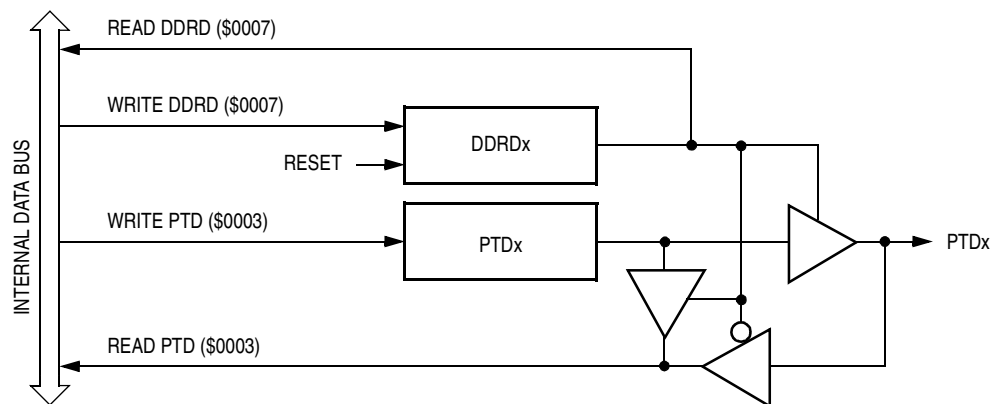 READ DDRD ($0007)
WRITE DDRD ($0007)
DDRDx
RESET
INTERNAL DATA BUS
WRITE PTD ($0003)
PTDx
PTDx
READ PTD ($0003)